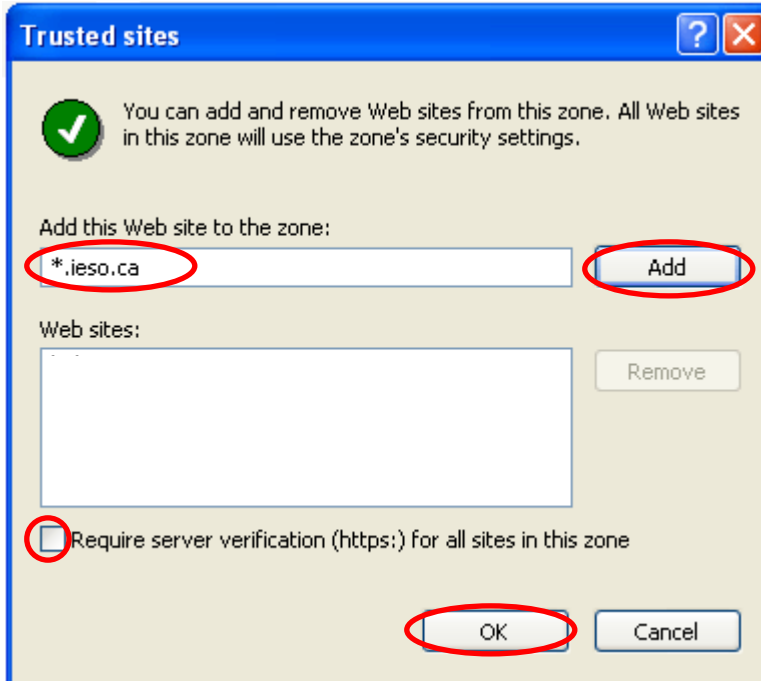 Trusted sites
You can add and remove Web sites from this zone. All Web sites
in this zone will use the zone's security settings.
Add this Web site to the zone:
*.ieso.ca
Add
Web sites:
Remove
Require server verification (https:) for all sites in this zone
OK
Cancel